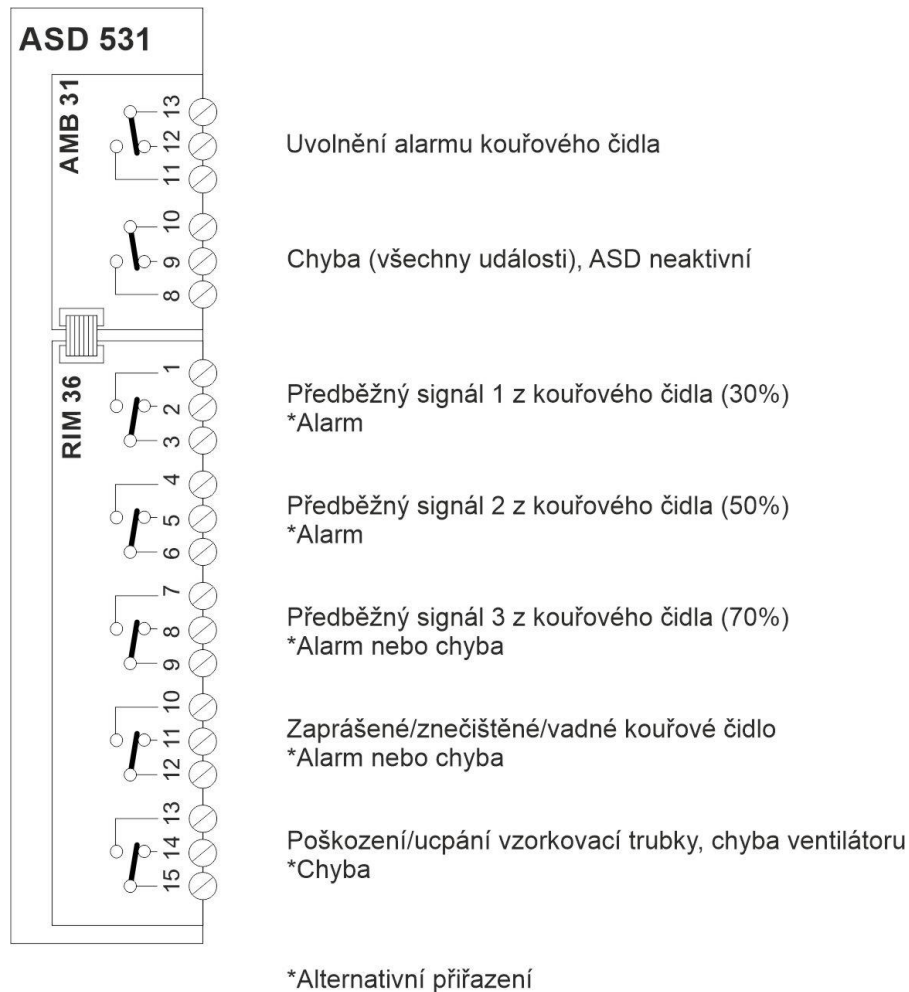 ASD 531
AMB 31
13
12
11
Uvolnění alarmu kouřového čidla
10
9
8
Chyba (všechny události), ASD neaktivní
RIM 36
1
2
3
Předběžný signál 1 z kouřového čidla (30%)
*Alarm
4
5
6
Předběžný signál 2 z kouřového čidla (50%)
*Alarm
7
8
9
Předběžný signál 3 z kouřového čidla (70%)
*Alarm nebo chyba
10
11
12
Zaprášené/znečištěné/vadné kouřové čidlo
*Alarm nebo chyba
13
14
15
Poškození/ucpání vzorkovací trubky, chyba ventilátoru
*Chyba
*Alternativní přiřazení